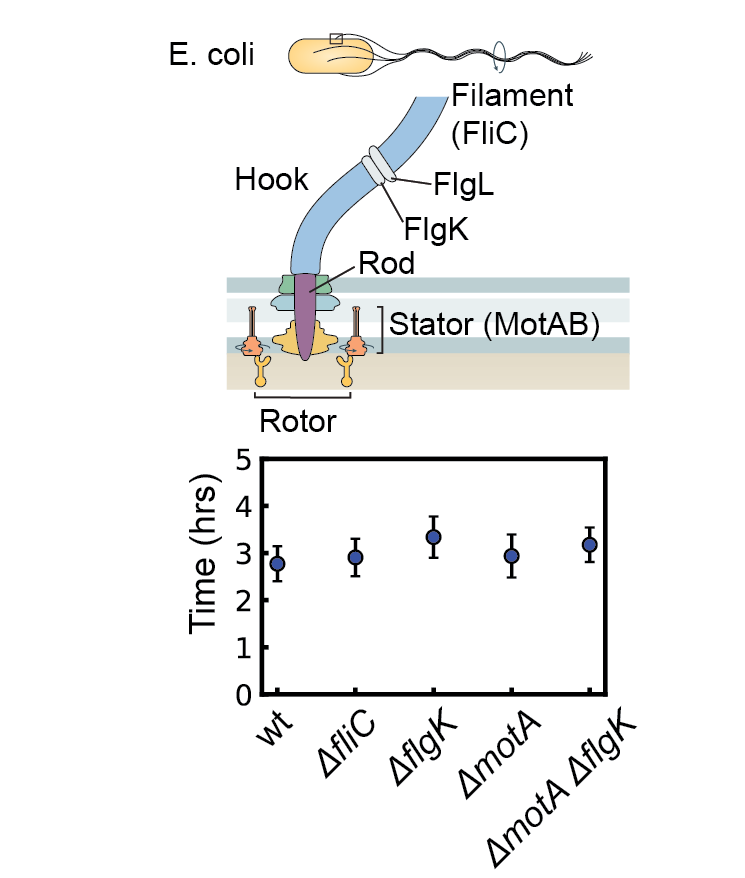 E. coli
Filament
(FliC)
Hook
FlgL
FlgK
Rod
Stator (MotAB)
Rotor
5
4
3
2
1
0
Time (hrs)
wt
ΔfliC
ΔflgK
ΔmotA
ΔmotA ΔflgK